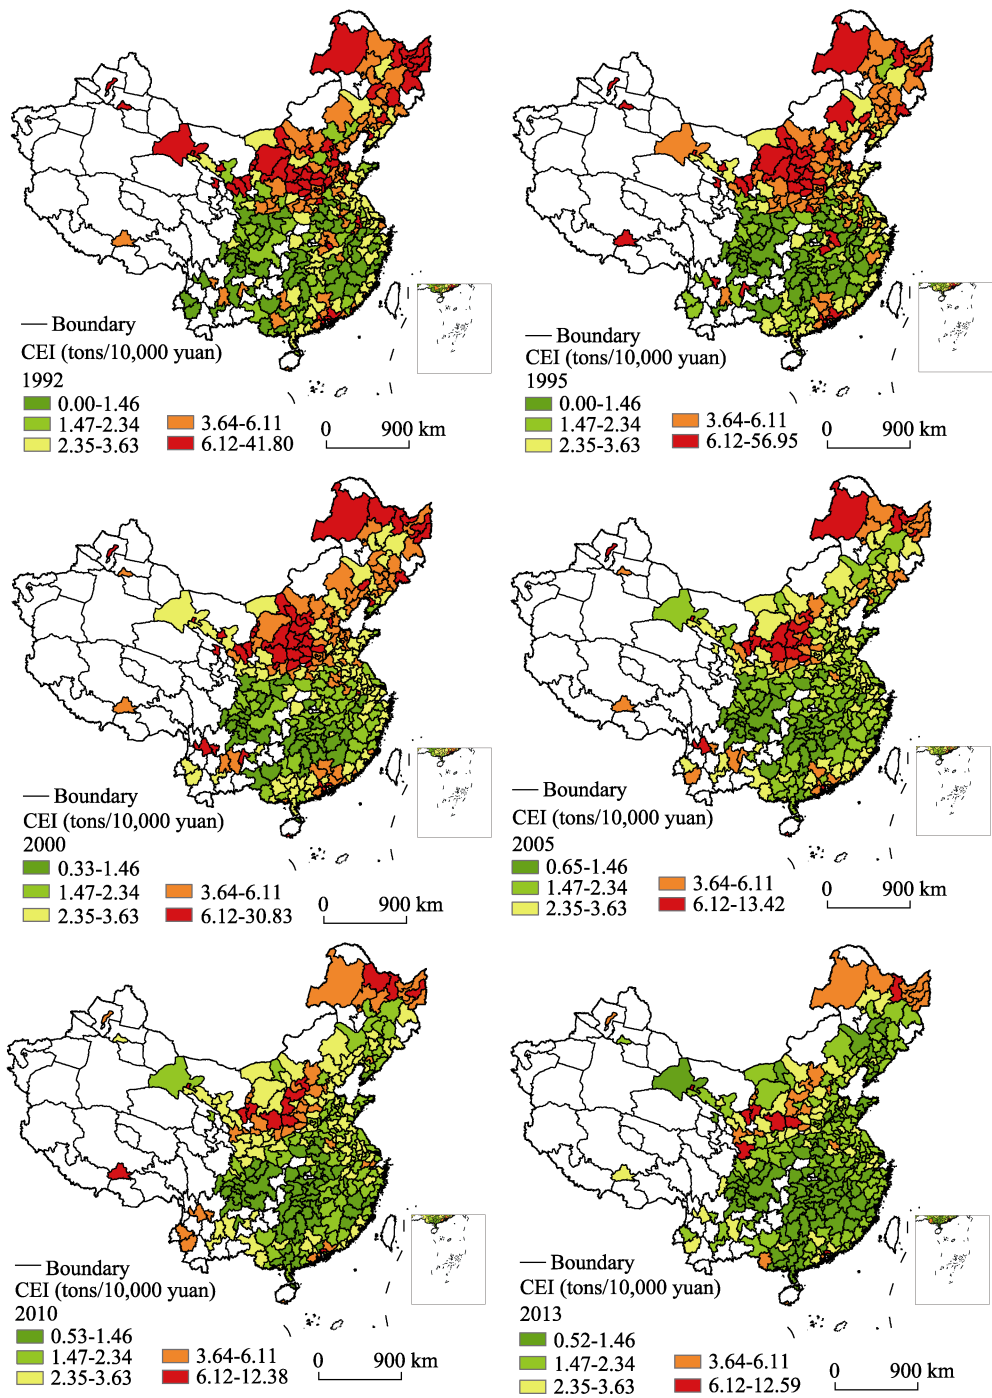 Boundary
CEI (tons/10,000 yuan)
1992
0.00-1.46
1.47-2.34
2.35-3.63
3.64-6.11
6.12-41.80
0 900 km
Boundary
CEI (tons/10,000 yuan)
1995
0.00-1.46
1.47-2.34
2.35-3.63
3.64-6.11
6.12-56.95
0 900 km
Boundary
CEI (tons/10,000 yuan)
2000
0.33-1.46
1.47-2.34
2.35-3.63
3.64-6.11
6.12-30.83
0 900 km
Boundary
CEI (tons/10,000 yuan)
2005
0.65-1.46
1.47-2.34
2.35-3.63
3.64-6.11
6.12-13.42
0 900 km
Boundary
CEI (tons/10,000 yuan)
2010
0.53-1.46
1.47-2.34
2.35-3.63
3.64-6.11
6.12-12.38
0 900 km
Boundary
CEI (tons/10,000 yuan)
2013
0.52-1.46
1.47-2.34
2.35-3.63
3.64-6.11
6.12-12.59
0 900 km